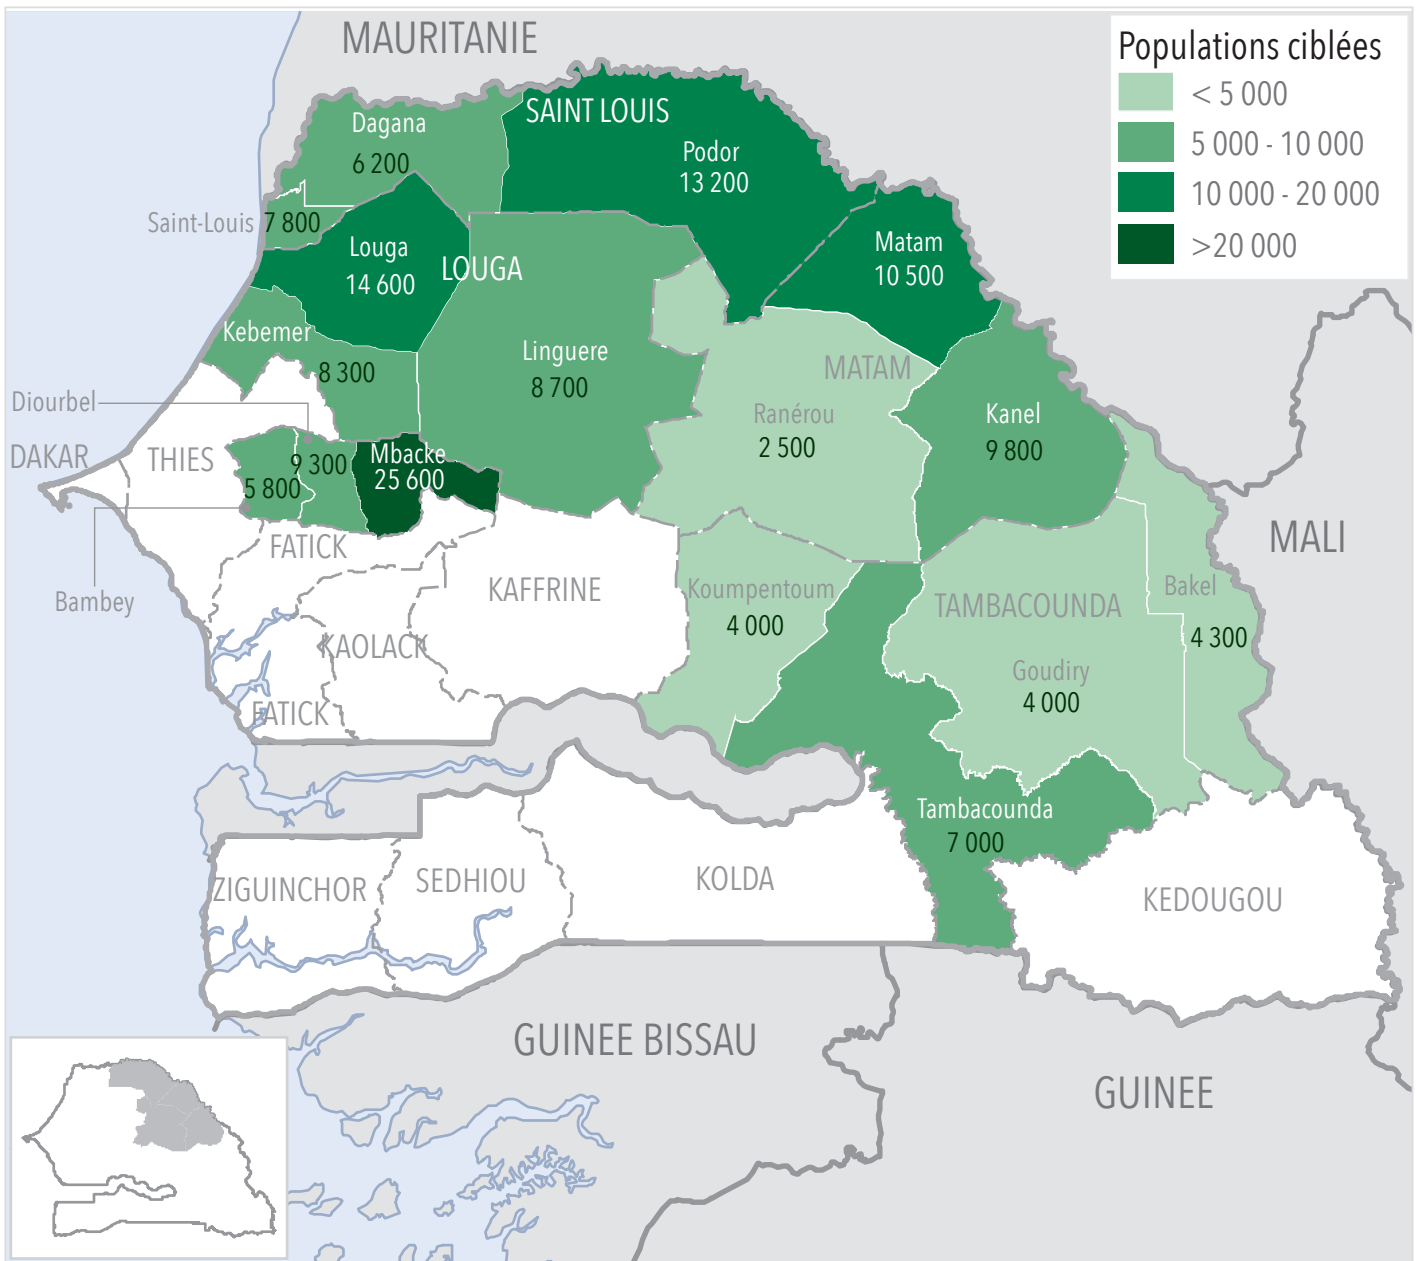 MAURITANIE
Populations ciblées
< 5 000
5 000 - 10 000
10 000 - 20 000
>20 000
SAINT LOUIS
Dagana
6 200
Podor
13 200
Saint-Louis
7 800
Louga
14 600
LOUGA
Matam
10 500
Kebemer
8 300
Linguere
8 700
MATAM
Ranérou
2 500
Kanel
9 800
Diourbel
9 300
DAKAR
THIES
5 800
Mbacke
25 600
Bambey
FATICK
KAFFRINE
KAOLACK
FATICK
Koumpentoum
4 000
TAMBACOUNDA
Bakel
4 300
Goudiry
4 000
MALI
Tambacounda
7 000
ZIGUINCHOR
SEDHIOU
KOLDA
KEDOUGOU
GUINEE BISSAU
GUINEE